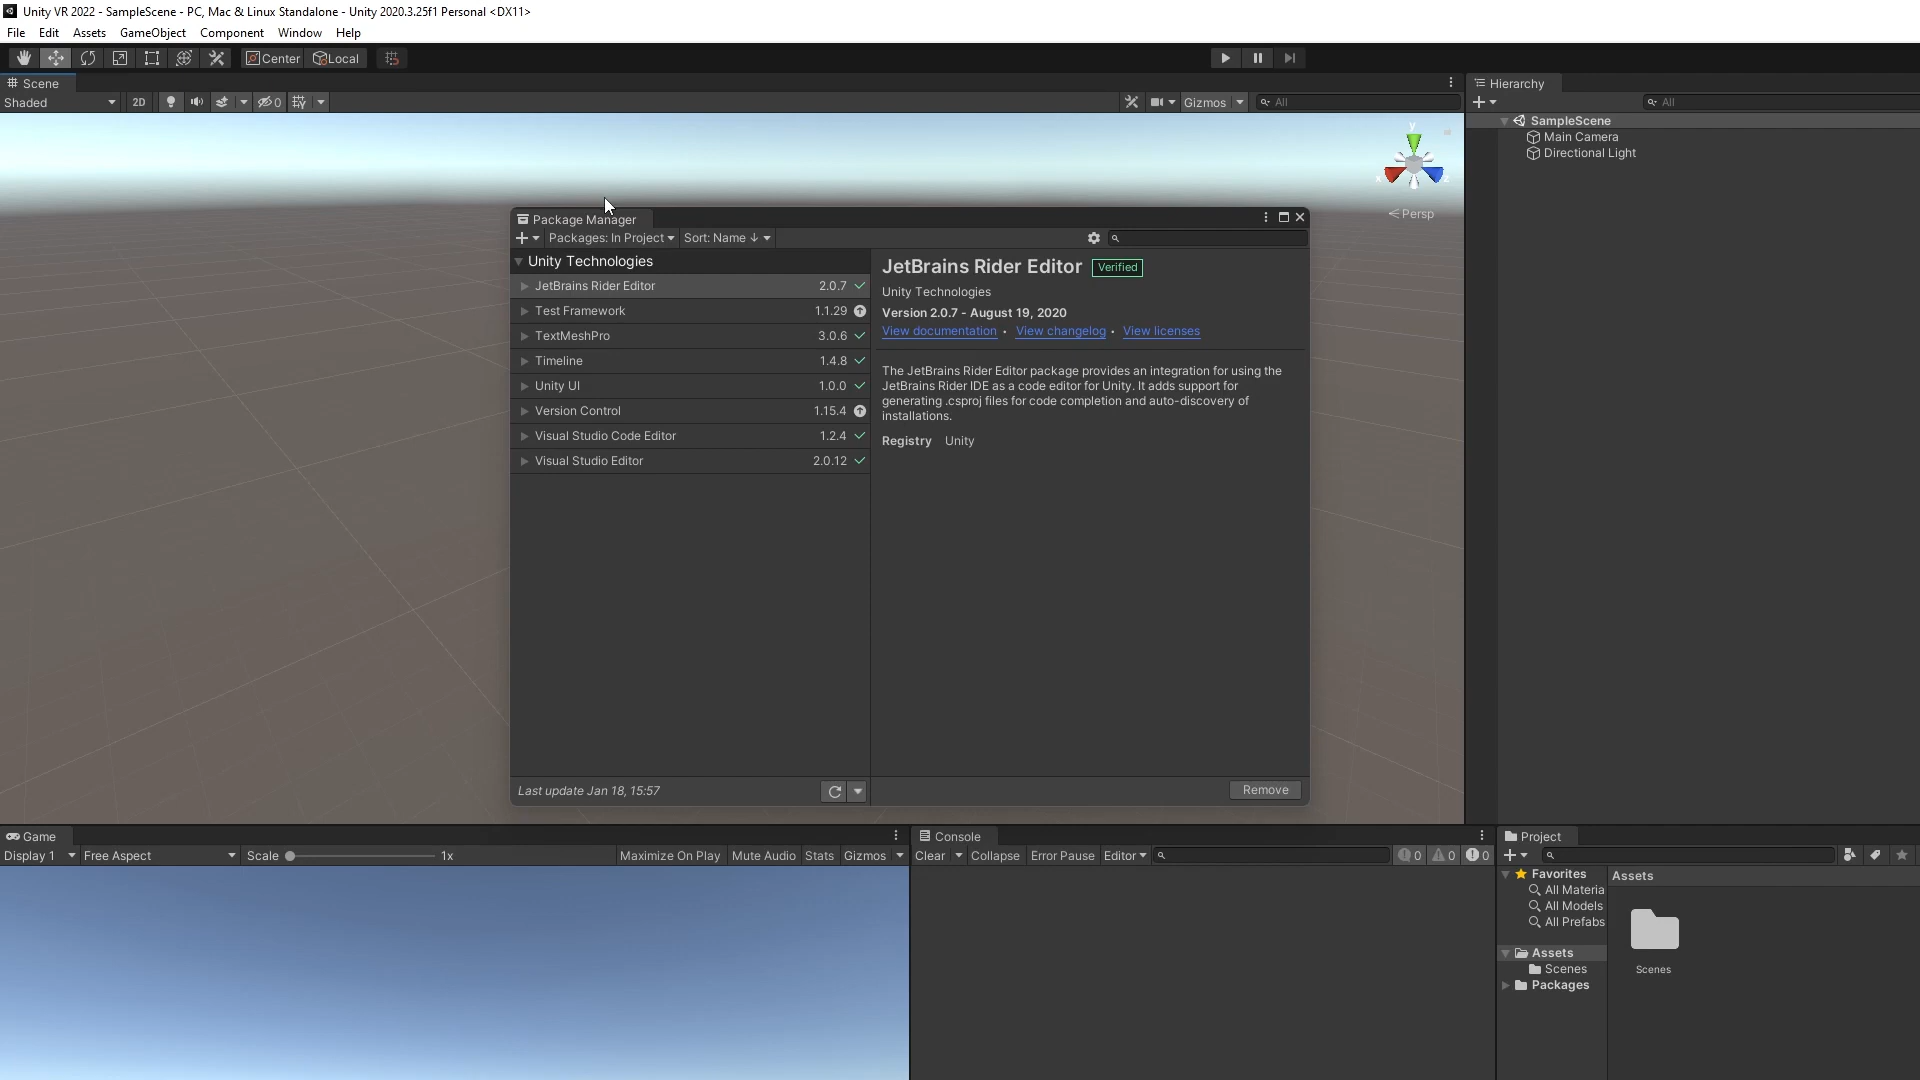 Unity VR 2022 - SampleScene - PC, Mac & Linux Standalone - Unity 2020.3.25f1 Personal <DX11>
File Edit Assets GameObject Component Window Help
Center Local
Scene
Shaded 2D 0 Gizmos All
y
x z
Persp
Hierarchy
All
SampleScene
Main Camera
Directional Light
Package Manager
Packages: In Project Sort: Name ↓
Unity Technologies
JetBrains Rider Editor 2.0.7
Test Framework 1.1.29
TextMeshPro 3.0.6
Timeline 1.4.8
Unity UI 1.0.0
Version Control 1.15.4
Visual Studio Code Editor 1.2.4
Visual Studio Editor 2.0.12
Last update Jan 18, 15:57
JetBrains Rider Editor Verified
Unity Technologies
Version 2.0.7 - August 19, 2020
View documentation • View changelog • View licenses
The JetBrains Rider Editor package provides an integration for using the
JetBrains Rider IDE as a code editor for Unity. It adds support for
generating .csproj files for code completion and auto-discovery of
installations.
Registry Unity
Remove
Game
Display 1 Free Aspect Scale 1x Maximize On Play Mute Audio Stats Gizmos
Console
Clear Collapse Error Pause Editor 0 0 0
Project
Favorites
All Materia
All Models
All Prefabs
Assets
Scenes
Packages
Assets
Scenes